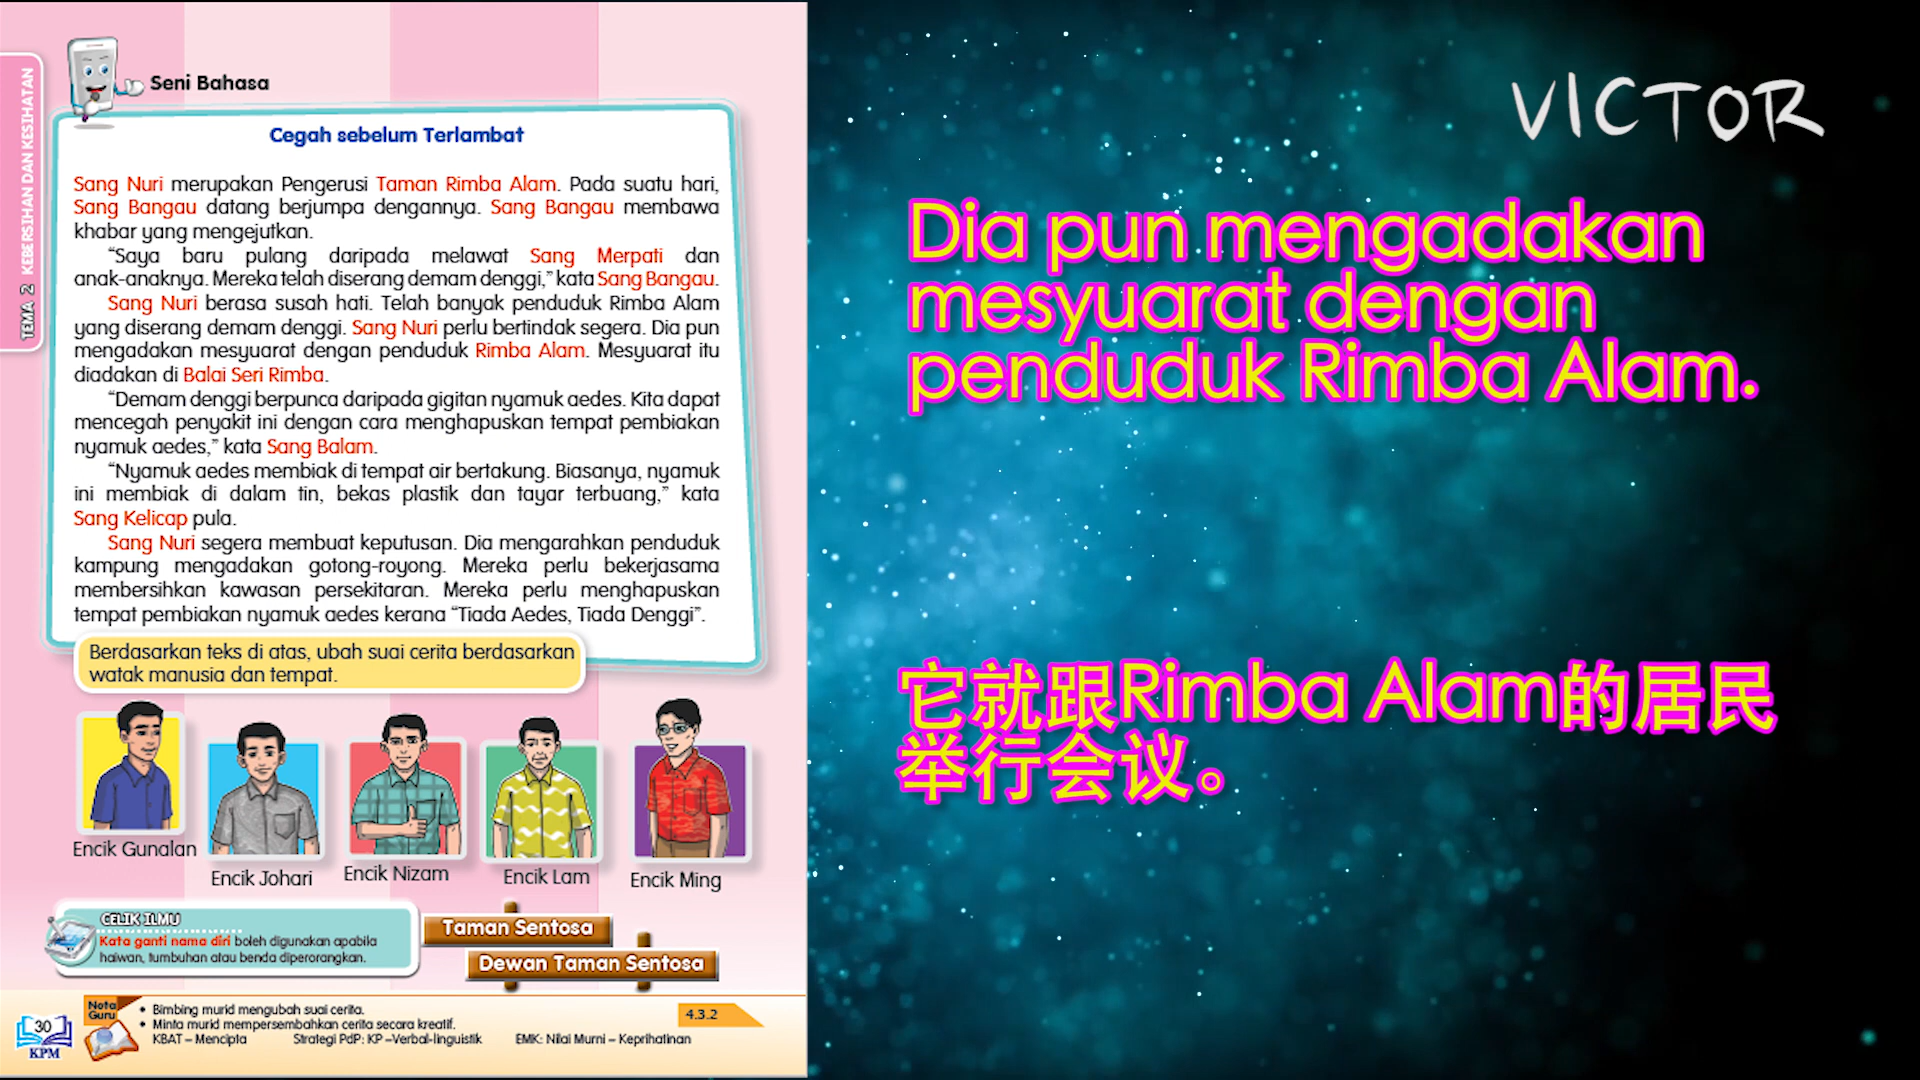 TEMA 2 KEBERSIHAN DAN KESIHATAN
Seni Bahasa
Cegah sebelum Terlambat
Sang Nuri merupakan Pengerusi Taman Rimba Alam. Pada suatu hari,
Sang Bangau datang berjumpa dengannya. Sang Bangau membawa
khabar yang mengejutkan.
“Saya baru pulang daripada melawat Sang Merpati dan
anak-anaknya. Mereka telah diserang demam denggi,” kata Sang Bangau.
Sang Nuri berasa susah hati. Telah banyak penduduk Rimba Alam
yang diserang demam denggi. Sang Nuri perlu bertindak segera. Dia pun
mengadakan mesyuarat dengan penduduk Rimba Alam. Mesyuarat itu
diadakan di Balai Seri Rimba.
“Demam denggi berpunca daripada gigitan nyamuk aedes. Kita dapat
mencegah penyakit ini dengan cara menghapuskan tempat pembiakan
nyamuk aedes,” kata Sang Balam.
“Nyamuk aedes membiak di tempat air bertakung. Biasanya, nyamuk
ini membiak di dalam tin, bekas plastik dan tayar terbuang,” kata
Sang Kelicap pula.
Sang Nuri segera membuat keputusan. Dia mengarahkan penduduk
kampung mengadakan gotong-royong. Mereka perlu bekerjasama
membersihkan kawasan persekitaran. Mereka perlu menghapuskan
tempat pembiakan nyamuk aedes kerana “Tiada Aedes, Tiada Denggi”.
Berdasarkan teks di atas, ubah suai cerita berdasarkan
watak manusia dan tempat.
Encik Gunalan
Encik Johari
Encik Nizam
Encik Lam
Encik Ming
CELIK ILMU
Kata ganti nama diri boleh digunakan apabila
haiwan, tumbuhan atau benda diperorangkan.
Taman Sentosa
Dewan Taman Sentosa
Nota
Guru
• Bimbing murid mengubah suai cerita.
• Minta murid mempersembahkan cerita secara kreatif.
KBAT – Mencipta Strategi PdP: KP –Verbal-linguistik EMK: Nilai Murni – Keprihatinan
4.3.2
30
KPM
VICTOR
Dia pun mengadakan
mesyuarat dengan
penduduk Rimba Alam.
它就跟Rimba Alam的居民
举行会议。